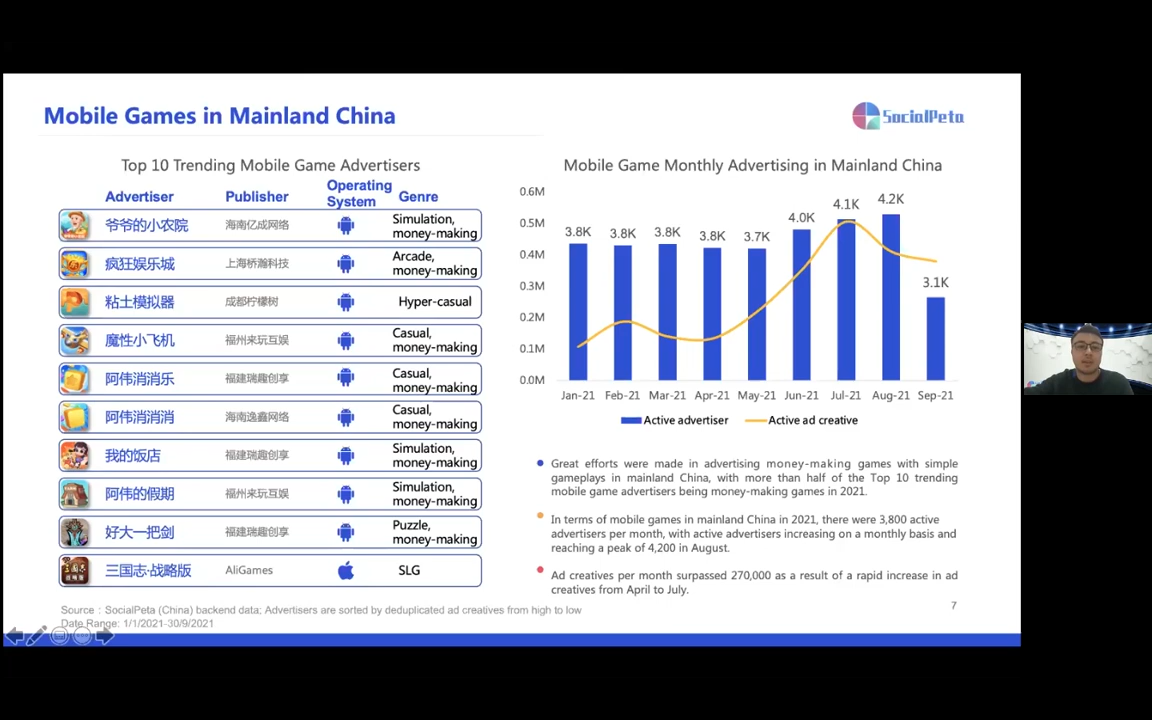 Mobile Games in Mainland China
SocialPeta
Top 10 Trending Mobile Game Advertisers
Advertiser Publisher Operating System Genre
爷爷的小农院 海南亿成网络 Simulation, money-making
疯狂娱乐城 上海桥瀚科技 Arcade, money-making
粘土模拟器 成都柠檬树 Hyper-casual
魔性小飞机 福州来玩互娱 Casual, money-making
阿伟消消乐 福建瑞趣创享 Casual, money-making
阿伟消消消 海南逸鑫网络 Casual, money-making
我的饭店 福建瑞趣创享 Simulation, money-making
阿伟的假期 福州来玩互娱 Simulation, money-making
好大一把剑 福建瑞趣创享 Puzzle, money-making
三国志·战略版 AliGames SLG
Mobile Game Monthly Advertising in Mainland China
0.6M
0.5M
0.4M
0.3M
0.2M
0.1M
0.0M
3.8K 3.8K 3.8K 3.8K 3.7K 4.0K 4.1K 4.2K 3.1K
Jan-21 Feb-21 Mar-21 Apr-21 May-21 Jun-21 Jul-21 Aug-21 Sep-21
Active advertiser Active ad creative
Great efforts were made in advertising money-making games with simple
gameplays in mainland China, with more than half of the Top 10 trending
mobile game advertisers being money-making games in 2021.
In terms of mobile games in mainland China in 2021, there were 3,800 active
advertisers per month, with active advertisers increasing on a monthly basis and
reaching a peak of 4,200 in August.
Ad creatives per month surpassed 270,000 as a result of a rapid increase in ad
creatives from April to July.
Source : SocialPeta (China) backend data; Advertisers are sorted by deduplicated ad creatives from high to low
Date Range: 1/1/2021-30/9/2021
7